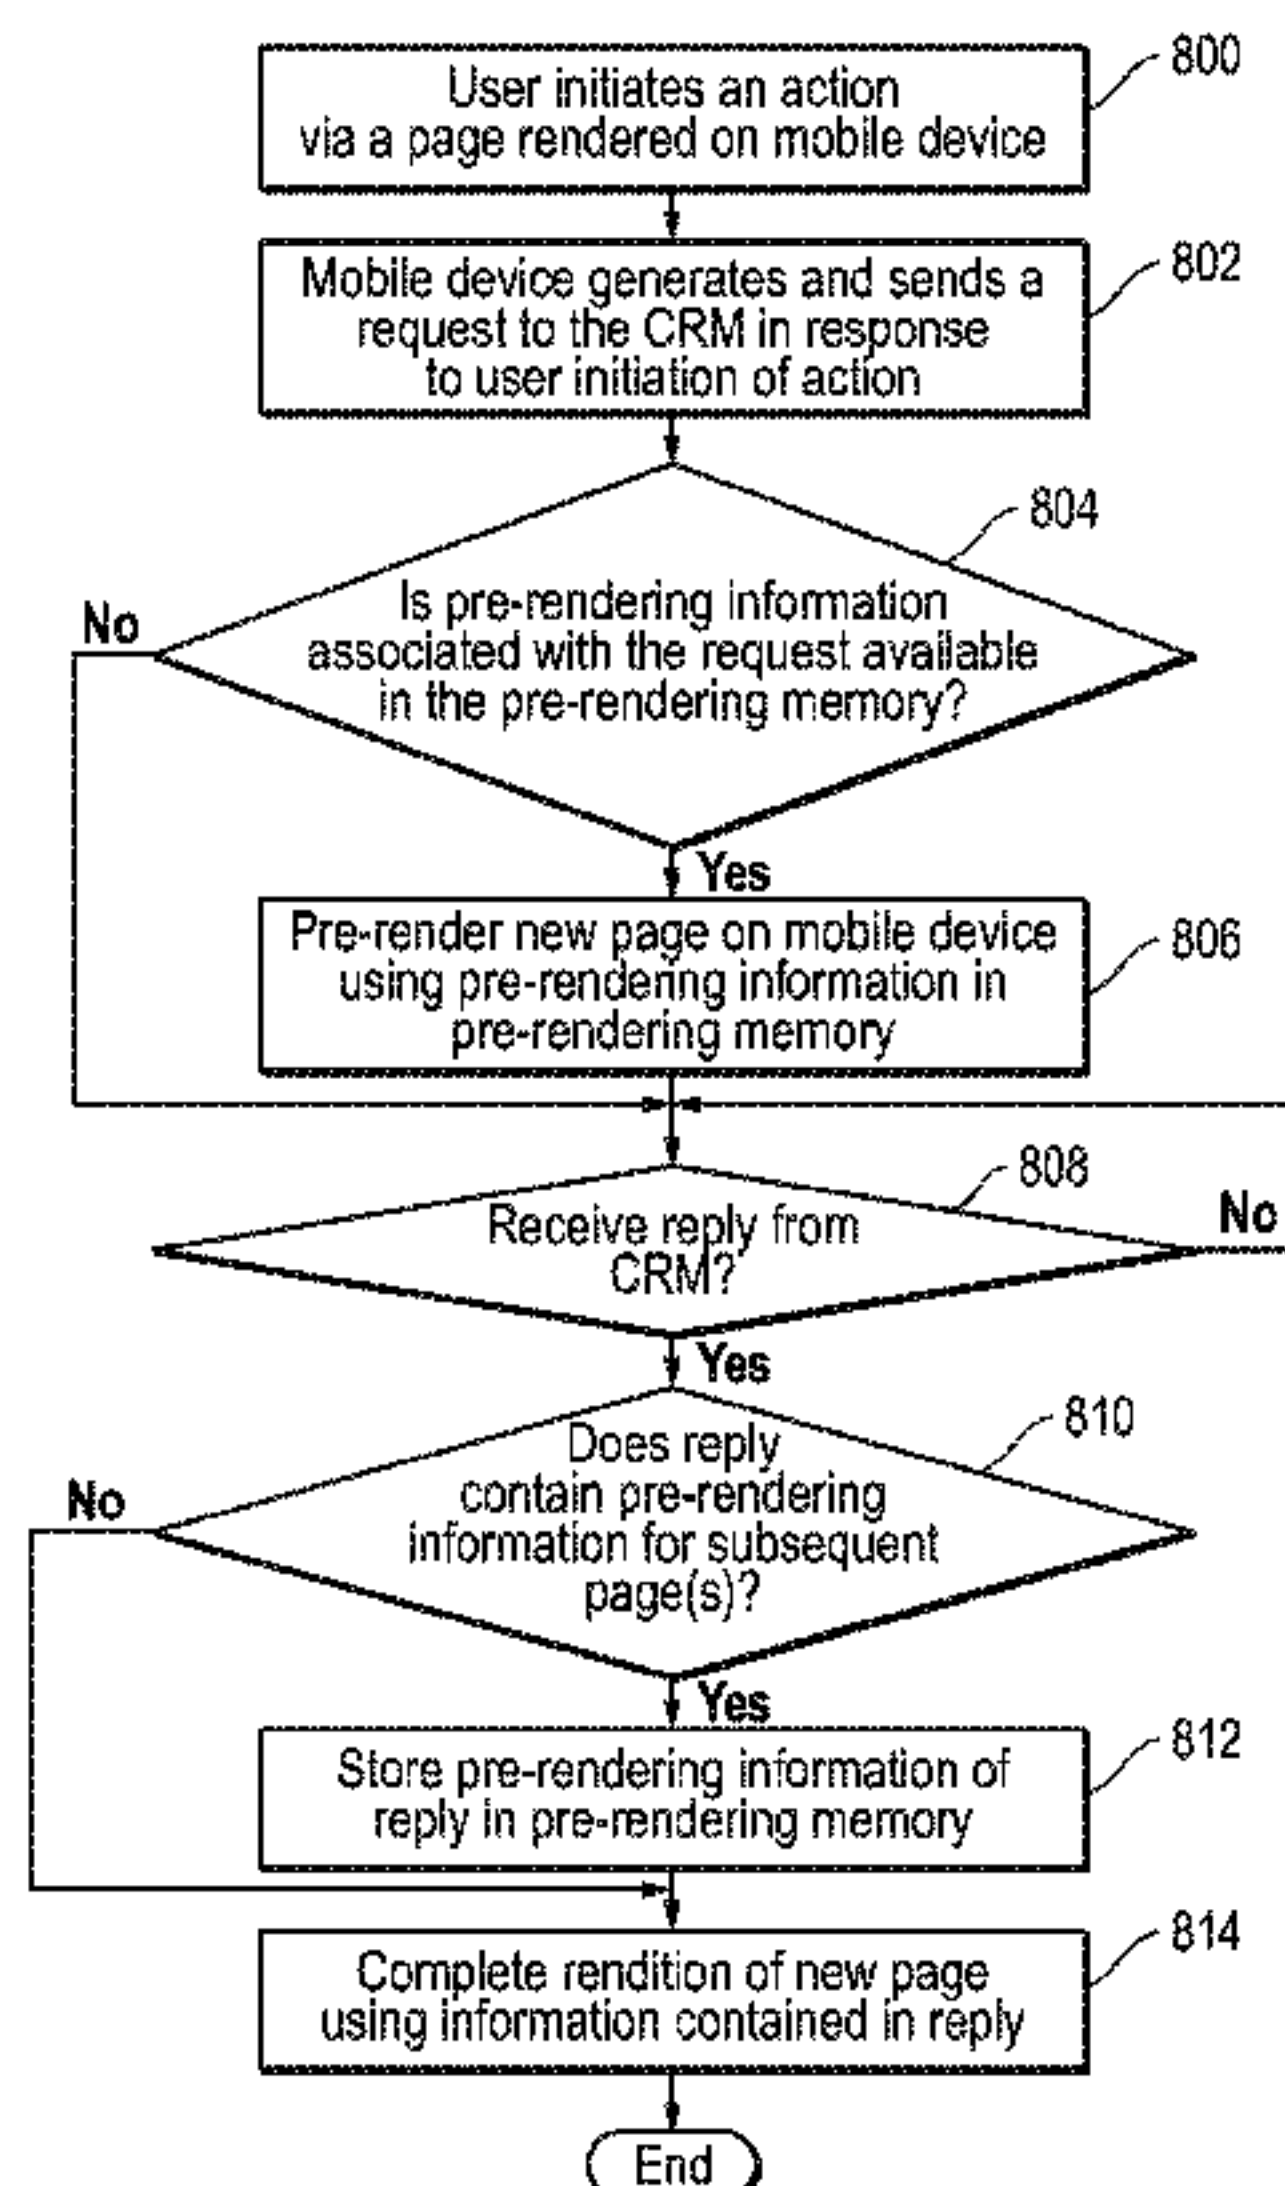 800
User initiates an action
via a page rendered on mobile device
802
Mobile device generates and sends a
request to the CRM in response
to user initiation of action
804
Is pre-rendering information
associated with the request available
in the pre-rendering memory?
No
Yes
Pre-render new page on mobile device
using pre-rendering information in
pre-rendering memory
806
808
Receive reply from
CRM?
No
Yes
810
Does reply
contain pre-rendering
information for subsequent
page(s)?
No
Yes
812
Store pre-rendering information of
reply in pre-rendering memory
814
Complete rendition of new page
using information contained in reply
End